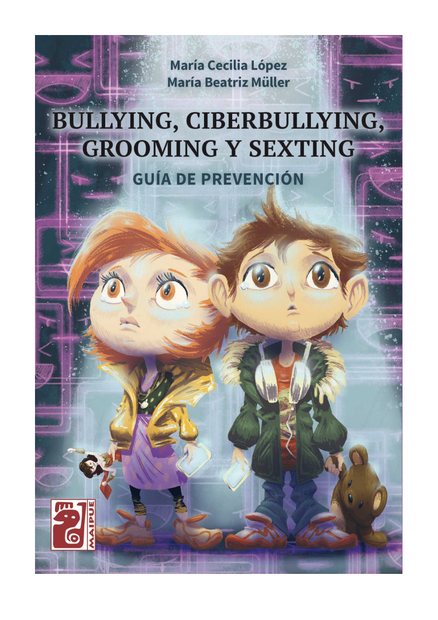 María Cecilia López
María Beatriz Müller
BULLYING, CIBERBULLYING,
GROOMING Y SEXTING
GUÍA DE PREVENCIÓN
MAIPUE